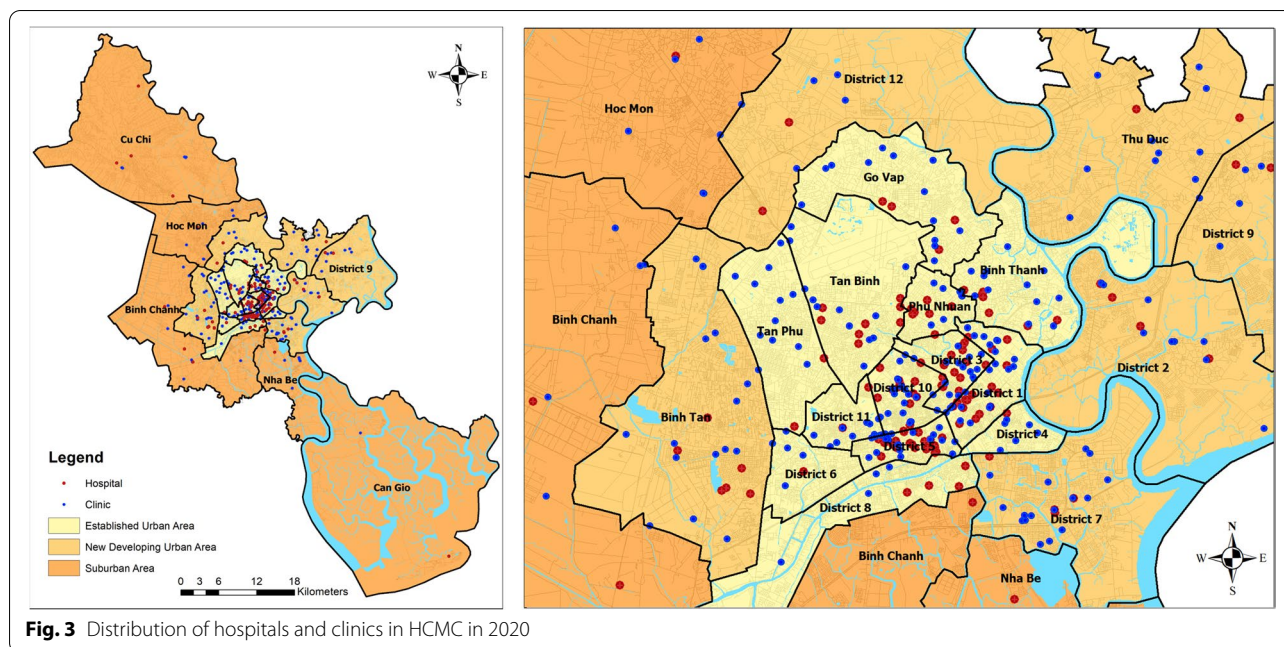 N
W E
S
Cu Chi
Hoc Mon
District 9
Binh Chanh
Nha Be
Can Gio
Legend
Hospital
Clinic
Established Urban Area
New Developing Urban Area
Suburban Area
0 3 6 12 18
Kilometers
District 12
Hoc Mon
Thu Duc
Go Vap
District 9
Binh Thanh
Tan Binh
Phu Nhuan
Binh Chanh
Tan Phu
District 3
District 2
District 10
District 1
Binh Tan
District 11
District 4
District 5
District 6
District 8
District 7
Binh Chanh
Nha Be
N
W E
S
Fig. 3 Distribution of hospitals and clinics in HCMC in 2020